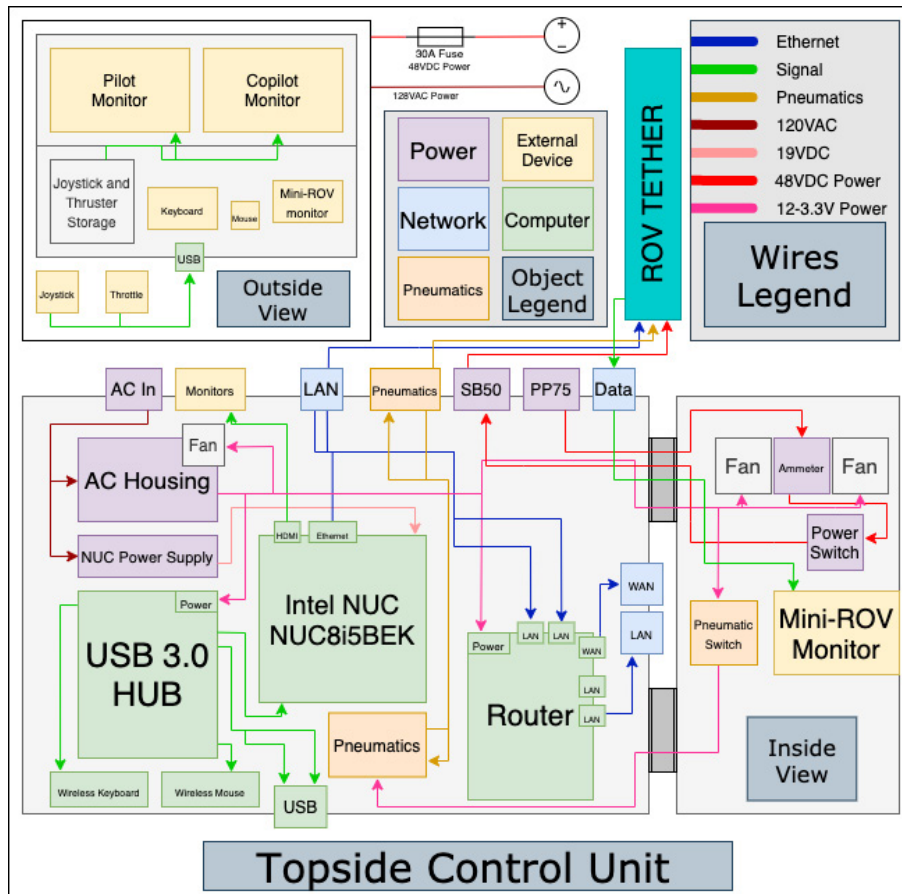 Pilot
Monitor
Copilot
Monitor
Joystick and
Thruster
Storage
Keyboard
Mouse
Mini-ROV
monitor
USB
Joystick
Throttle
Outside
View
30A Fuse
48VDC Power
128VAC Power
Power
External
Device
Network
Computer
Pneumatics
Object
Legend
ROV TETHER
Ethernet
Signal
Pneumatics
120VAC
19VDC
48VDC Power
12-3.3V Power
Wires
Legend
AC In
Monitors
LAN
Pneumatics
SB50
PP75
Data
Fan
AC Housing
NUC Power Supply
HDMI
Ethernet
Intel NUC
NUC8i5BEK
Power
USB 3.0
HUB
Wireless Keyboard
Wireless Mouse
USB
Pneumatics
Power
LAN
LAN
WAN
LAN
LAN
Router
WAN
LAN
Fan
Ammeter
Fan
Power
Switch
Pneumatic
Switch
Mini-ROV
Monitor
Inside
View
Topside Control Unit